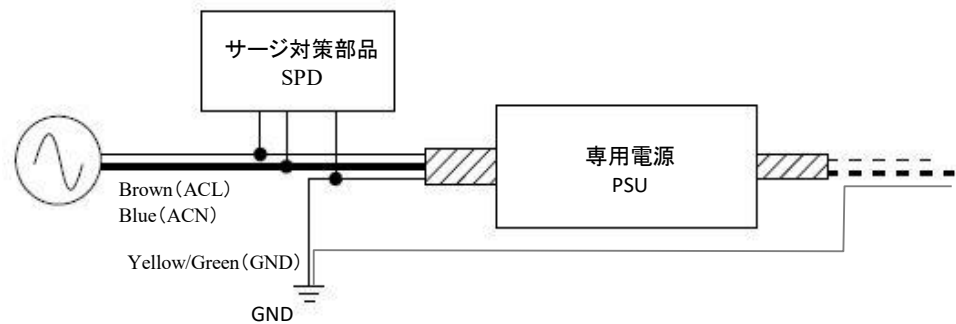 サージ対策部品
SPD
専用電源
PSU
Brown（ACL）
Blue（ACN）
Yellow/Green（GND）
GND